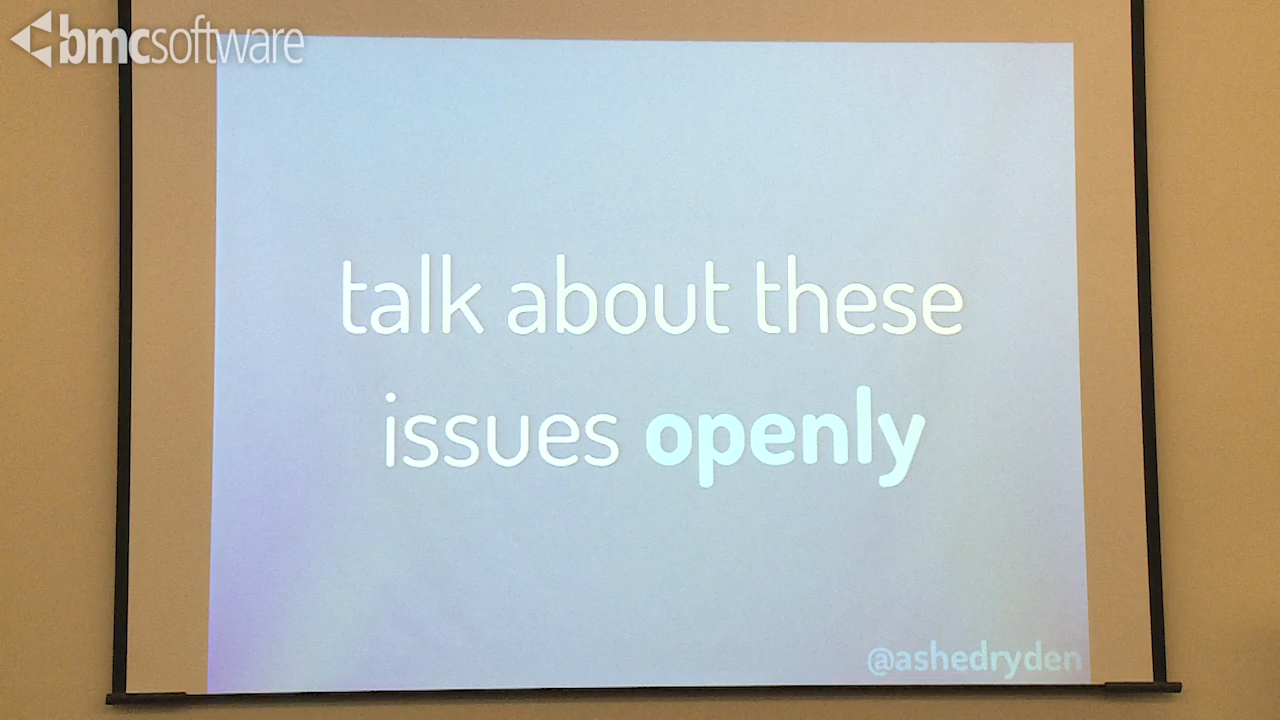 bmcsoftware
talk about these
issues openly
@ashedryden